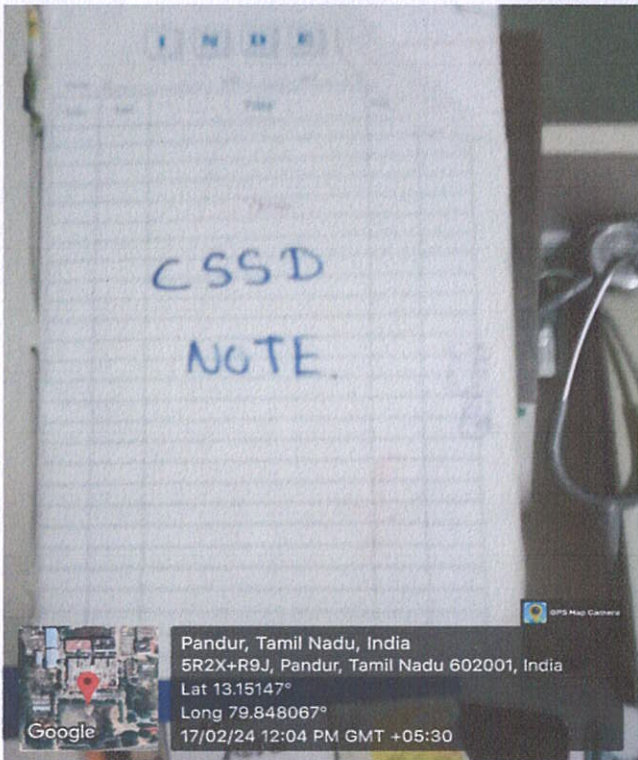 I N D E
Title
CSSD
NOTE.
GPS Map Camera
Pandur, Tamil Nadu, India
5R2X+R9J, Pandur, Tamil Nadu 602001, India
Lat 13.15147°
Long 79.848067°
17/02/24 12:04 PM GMT +05:30
Google